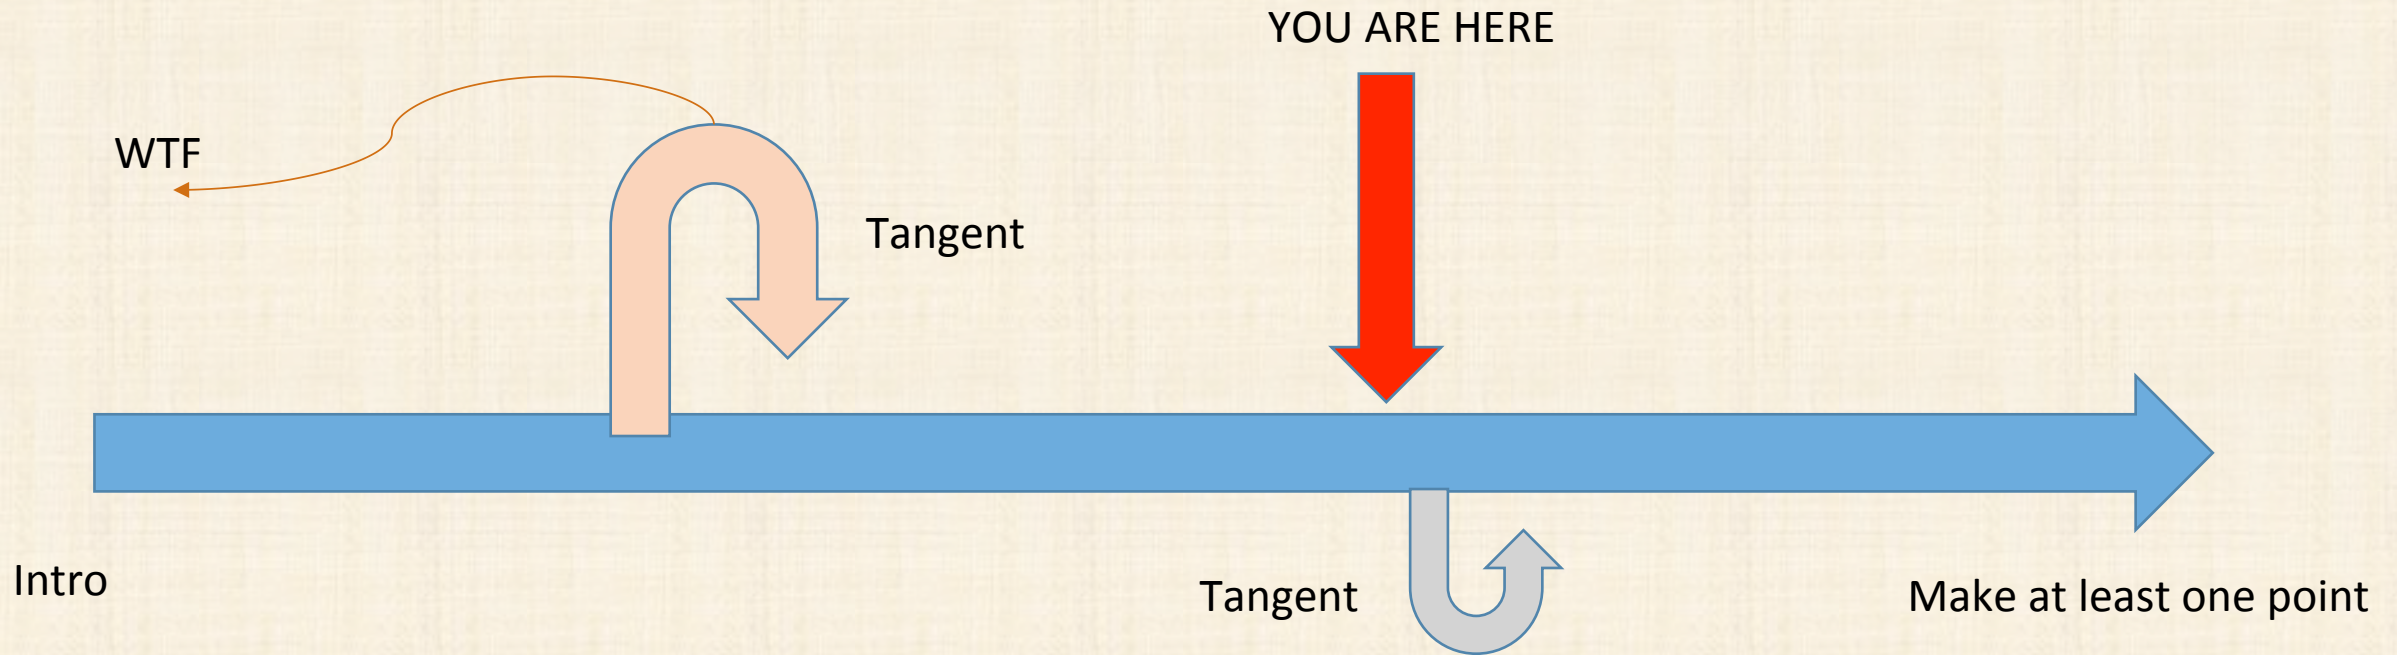 YOU ARE HERE
WTF
Tangent
Intro
Tangent
Make at least one point